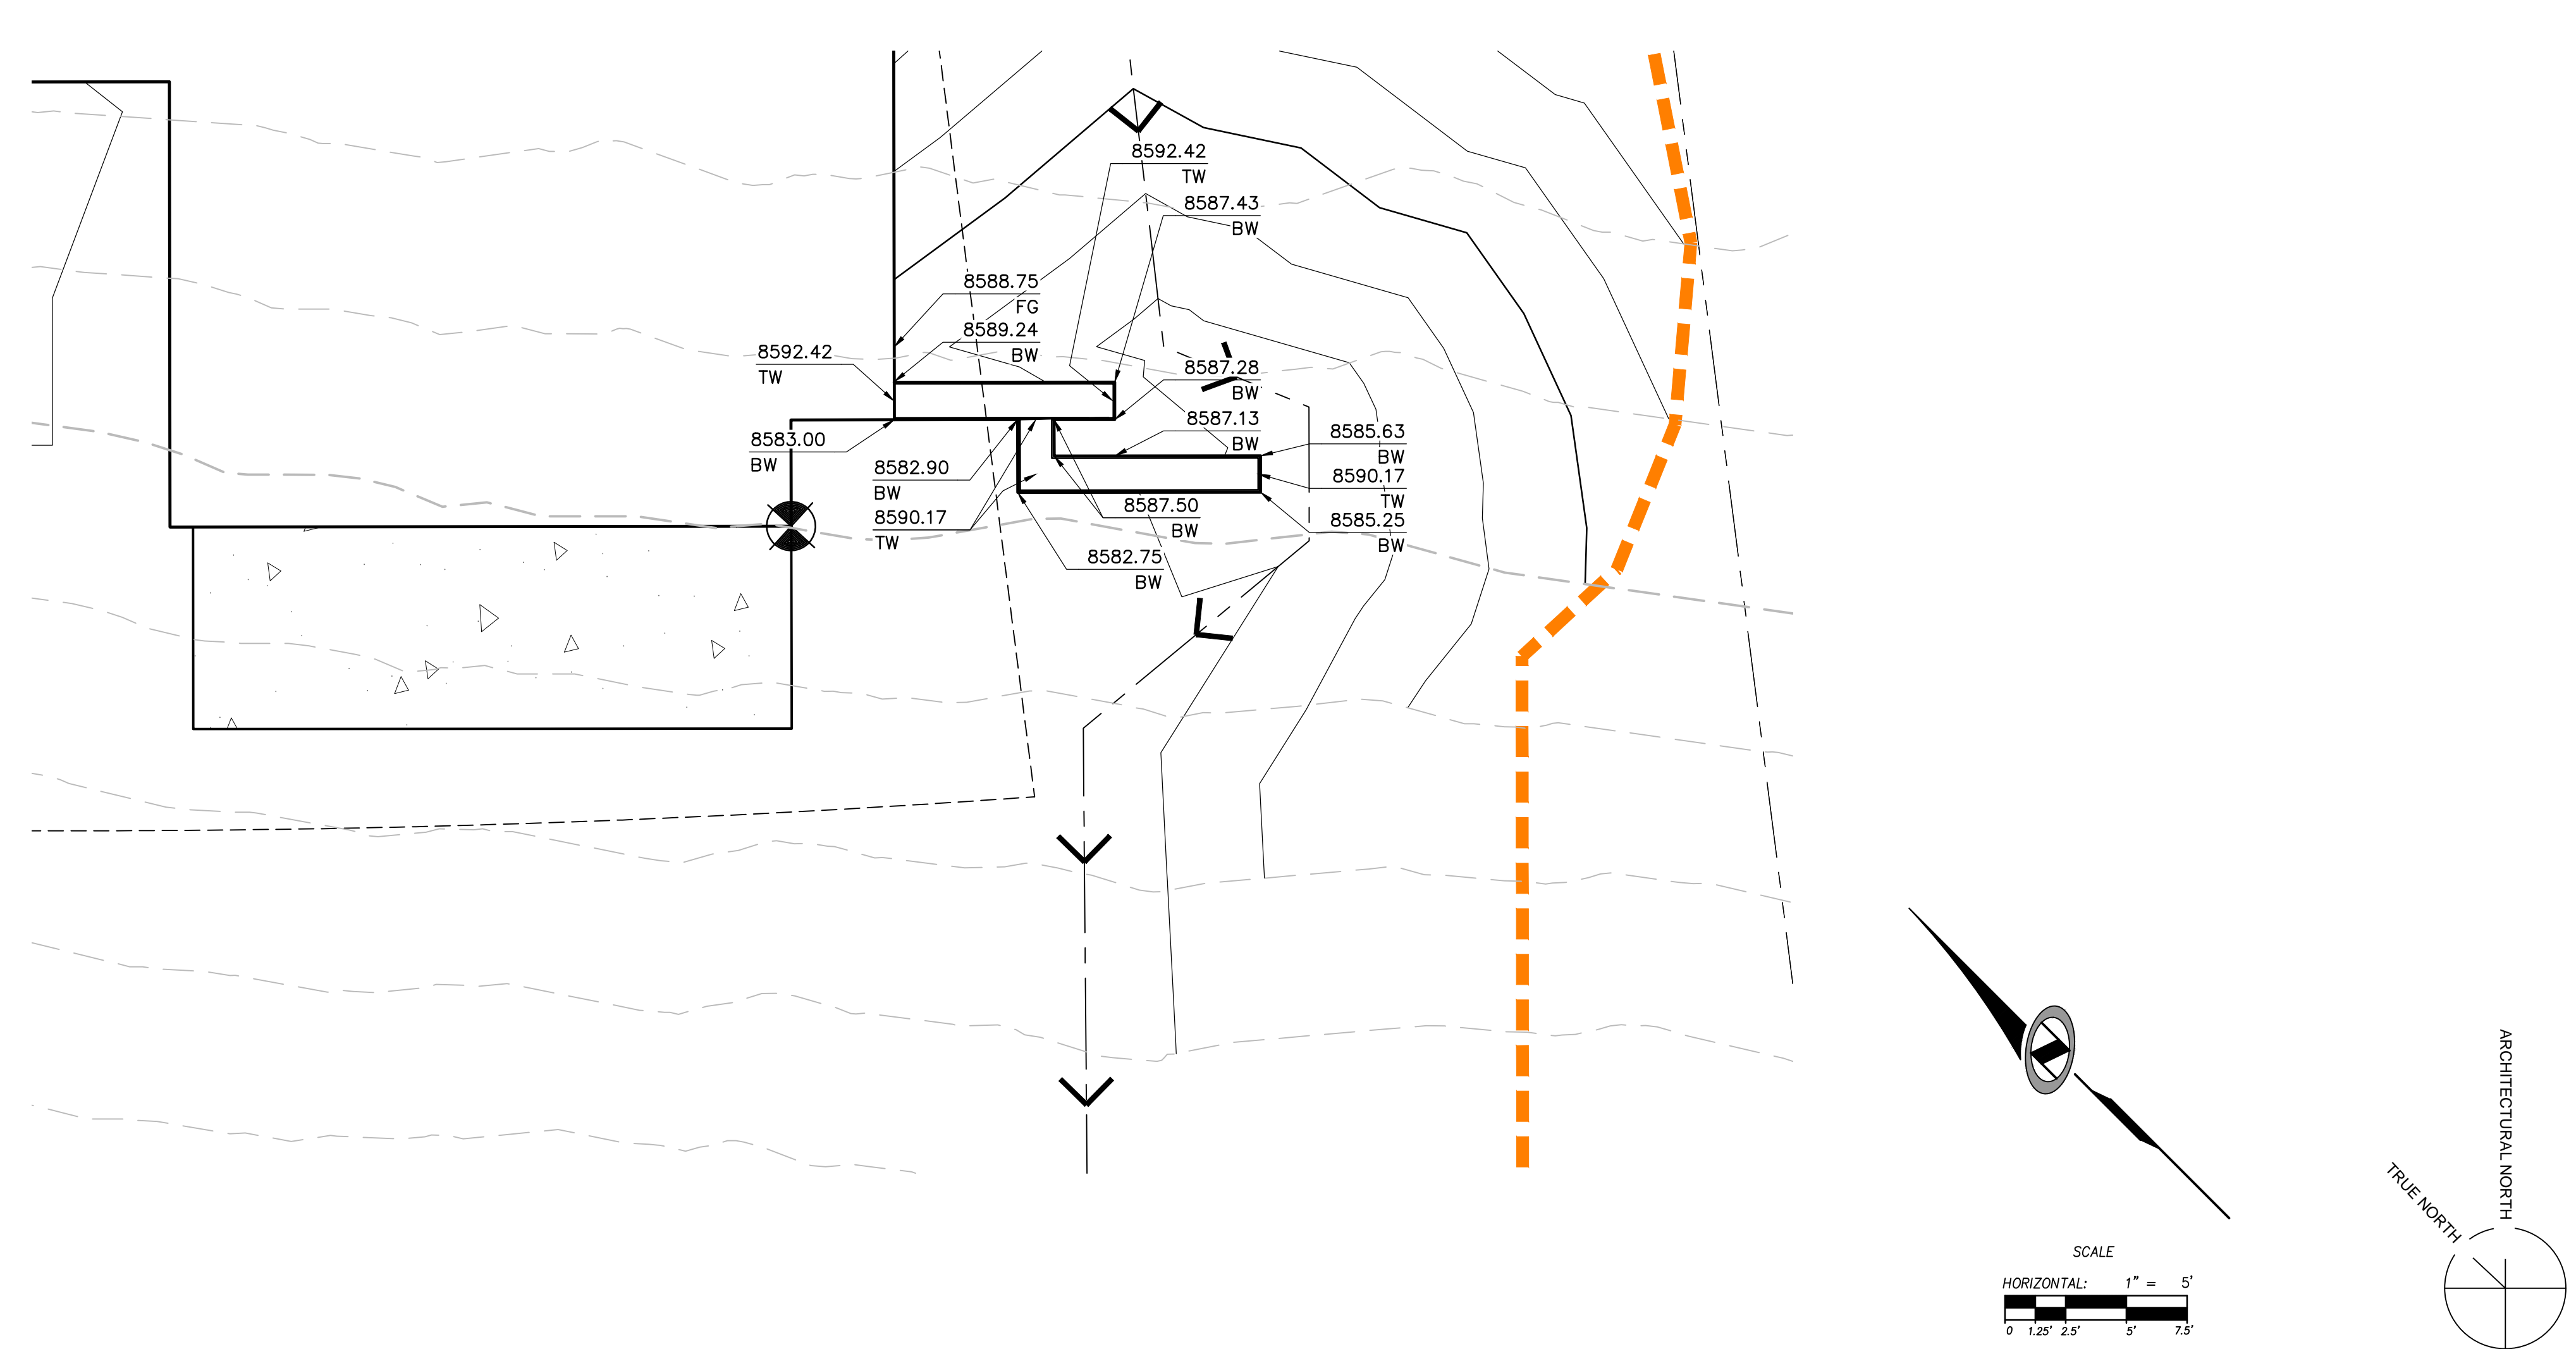 8592.42
TW
8587.43
BW
8588.75
FG
8589.24
BW
8592.42
TW
8587.28
BW
8587.13
BW
8583.00
BW
8585.63
BW
8582.90
BW
8590.17
TW
8587.50
BW
8590.17
TW
8585.25
BW
8582.75
BW
ARCHITECTURAL NORTH
TRUE NORTH
SCALE
HORIZONTAL: 1" = 5'
0 1.25' 2.5' 5' 7.5'